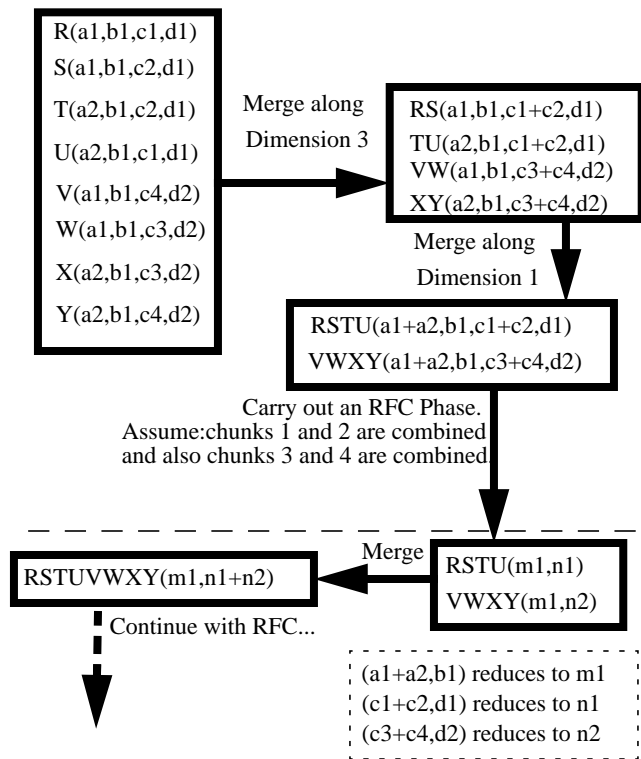 R(a1,b1,c1,d1)
S(a1,b1,c2,d1)
T(a2,b1,c2,d1)
U(a2,b1,c1,d1)
V(a1,b1,c4,d2)
W(a1,b1,c3,d2)
X(a2,b1,c3,d2)
Y(a2,b1,c4,d2)
Merge along
Dimension 3
RS(a1,b1,c1+c2,d1)
TU(a2,b1,c1+c2,d1)
VW(a1,b1,c3+c4,d2)
XY(a2,b1,c3+c4,d2)
Merge along
Dimension 1
RSTU(a1+a2,b1,c1+c2,d1)
VWXY(a1+a2,b1,c3+c4,d2)
Carry out an RFC Phase.
Assume:chunks 1 and 2 are combined
and also chunks 3 and 4 are combined.
RSTU(m1,n1)
VWXY(m1,n2)
Merge
RSTUVWXY(m1,n1+n2)
Continue with RFC...
(a1+a2,b1) reduces to m1
(c1+c2,d1) reduces to n1
(c3+c4,d2) reduces to n2